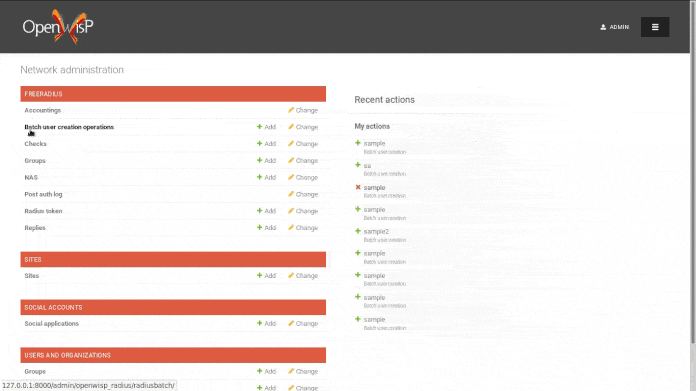 OpenWISP
ADMIN
Network administration
FREERADIUS
Accountings Change
Batch user creation operations Add Change
Checks Add Change
Groups Add Change
NAS Add Change
Post auth log Change
Radius token Add Change
Replies Add Change
SITES
Sites Add Change
SOCIAL ACCOUNTS
Social applications Add Change
USERS AND ORGANIZATIONS
Groups Add Change
Add Change
Recent actions
My actions
sample
Batch user creation
sa
Batch user creation
sample
Batch user creation
sample
Batch user creation
sample2
Batch user creation
sample
Batch user creation
sample
Batch user creation
sample
Batch user creation
sample
Batch user creation
127.0.0.1:8000/admin/openwisp_radius/radiusbatch/